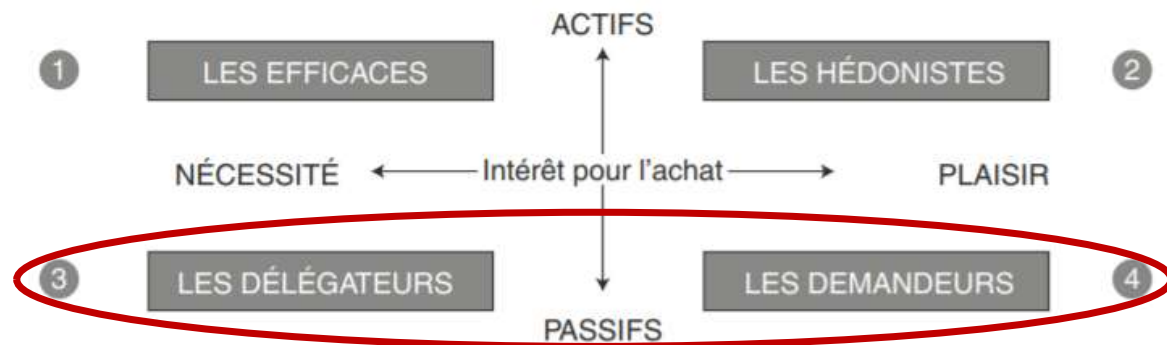 ACTIFS
1 LES EFFICACES LES HÉDONISTES 2
NÉCESSITÉ Intérêt pour l'achat PLAISIR
3 LES DÉLÉGATEURS LES DEMANDEURS 4
PASSIFS